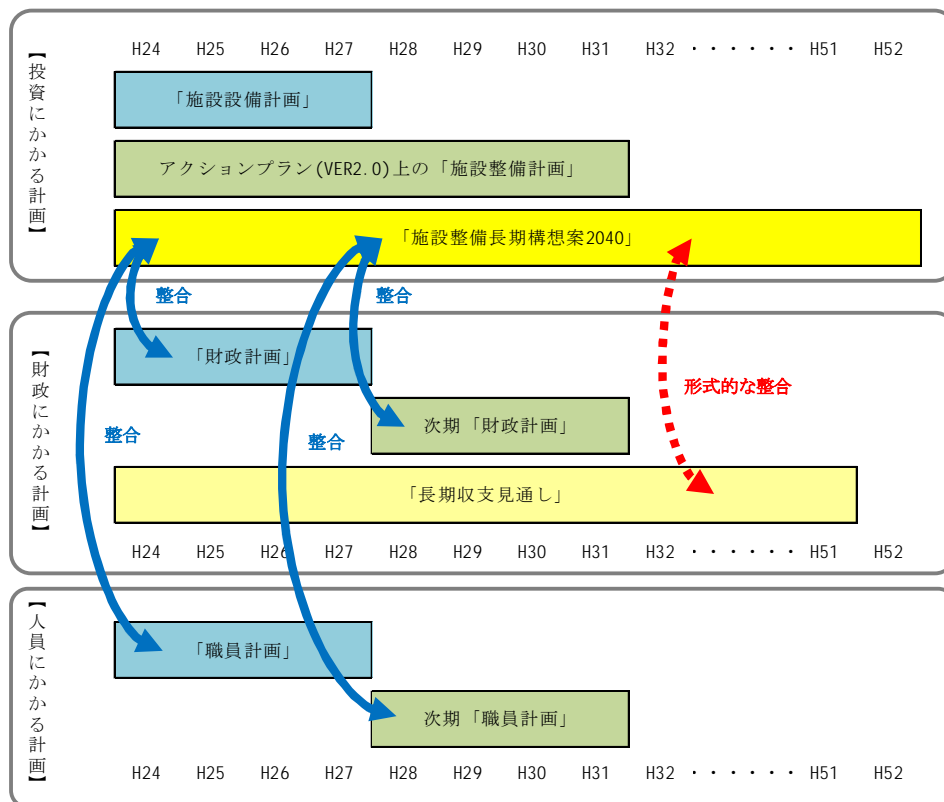 【投資にかかる計画】
H24 H25 H26 H27 H28 H29 H30 H31 H32 ・・・・・・ H51 H52
「施設設備計画」
アクションプラン(VER2.0)上の「施設整備計画」
「施設整備長期構想案2040」
整合 整合
【財政にかかる計画】
「財政計画」
形式的な整合
次期「財政計画」
整合 整合
「長期収支見通し」
H24 H25 H26 H27 H28 H29 H30 H31 H32 ・・・・・・ H51 H52
【人員にかかる計画】
「職員計画」
次期「職員計画」
H24 H25 H26 H27 H28 H29 H30 H31 H32 ・・・・・・ H51 H52